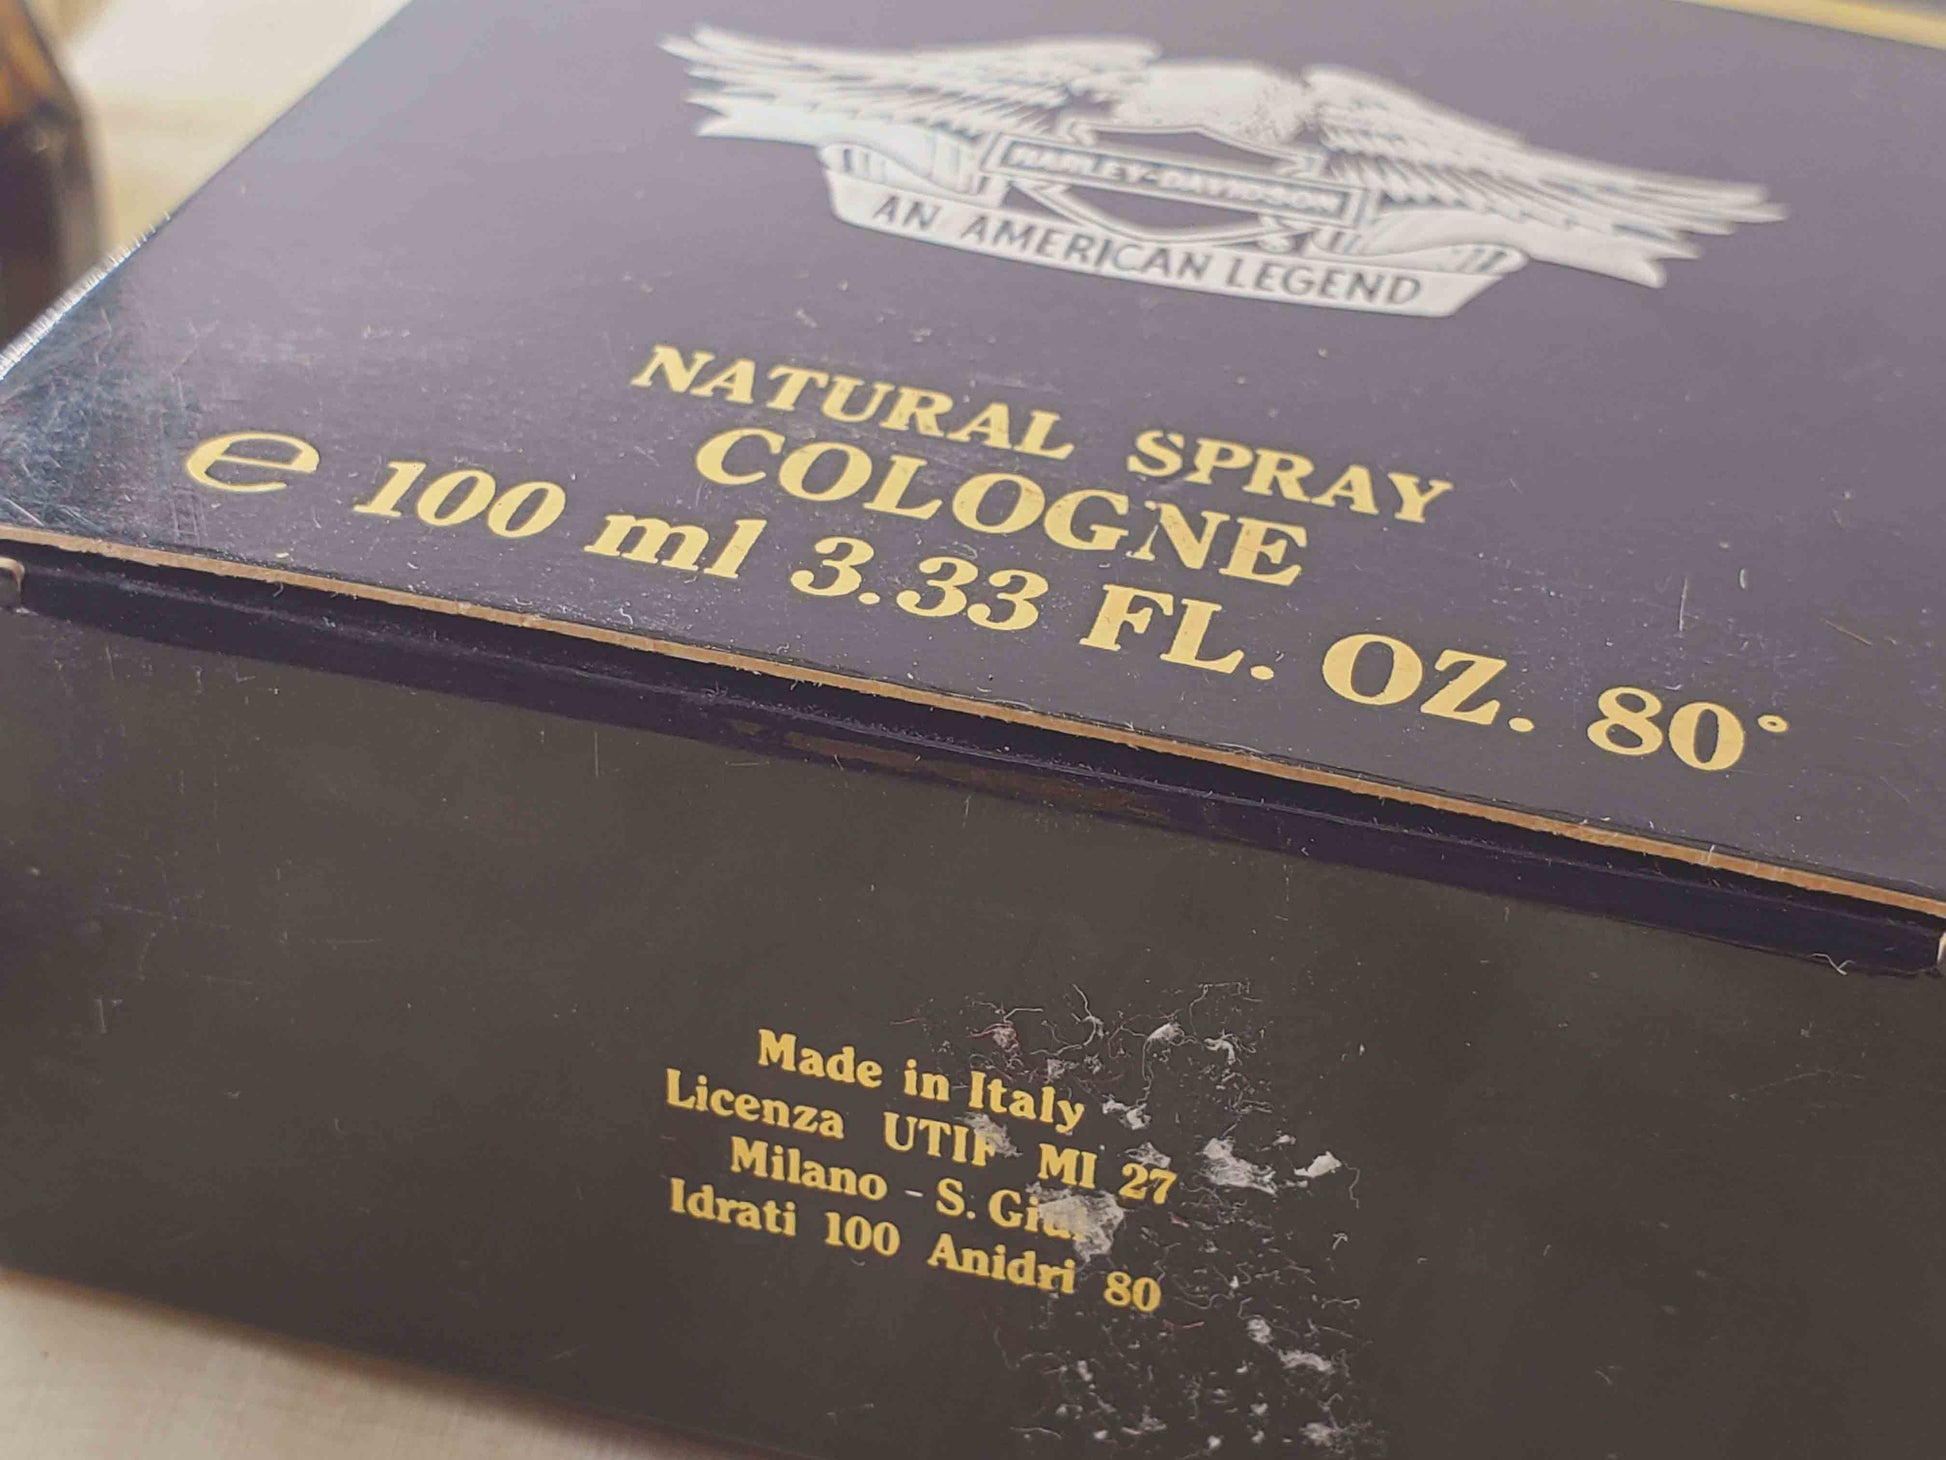 HARLEY-DAVIDSON
AN AMERICAN LEGEND
NATURAL SPRAY
COLOGNE
e 100 ml 3.33 FL. OZ. 80°
Made in Italy
Licenza UTIF MI 27
Milano - S. Giul.
Idrati 100 Anidri 80